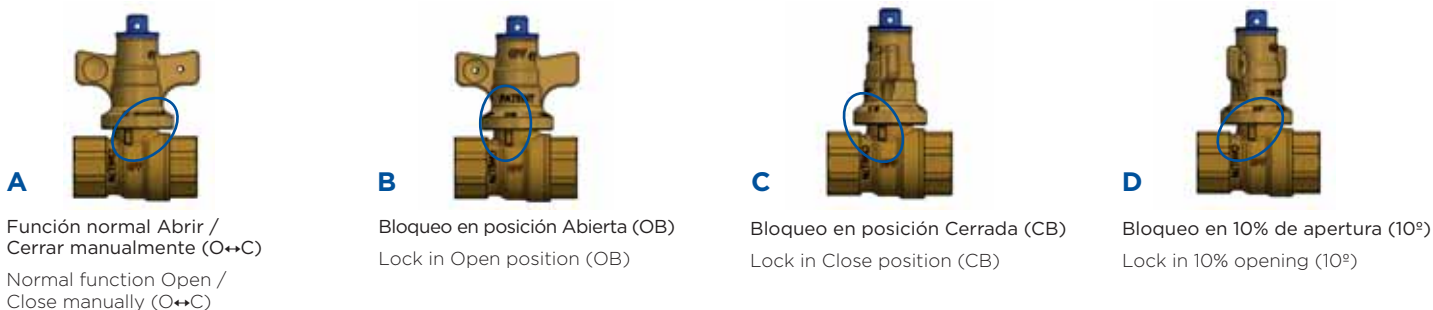 A
Función normal Abrir /
Cerrar manualmente (O↔C)
Normal function Open /
Close manually (O↔C)
B
PATENT
Bloqueo en posición Abierta (OB)
Lock in Open position (OB)
C
Bloqueo en posición Cerrada (CB)
Lock in Close position (CB)
D
Bloqueo en 10% de apertura (10º)
Lock in 10% opening (10º)